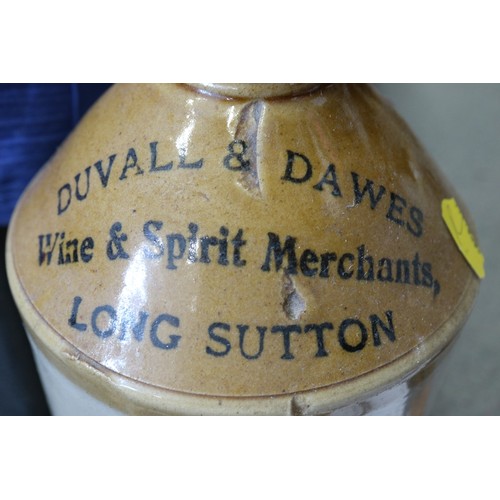 DUVALL & DAWES
Wine & Spirit Merchants,
LONG SUTTON